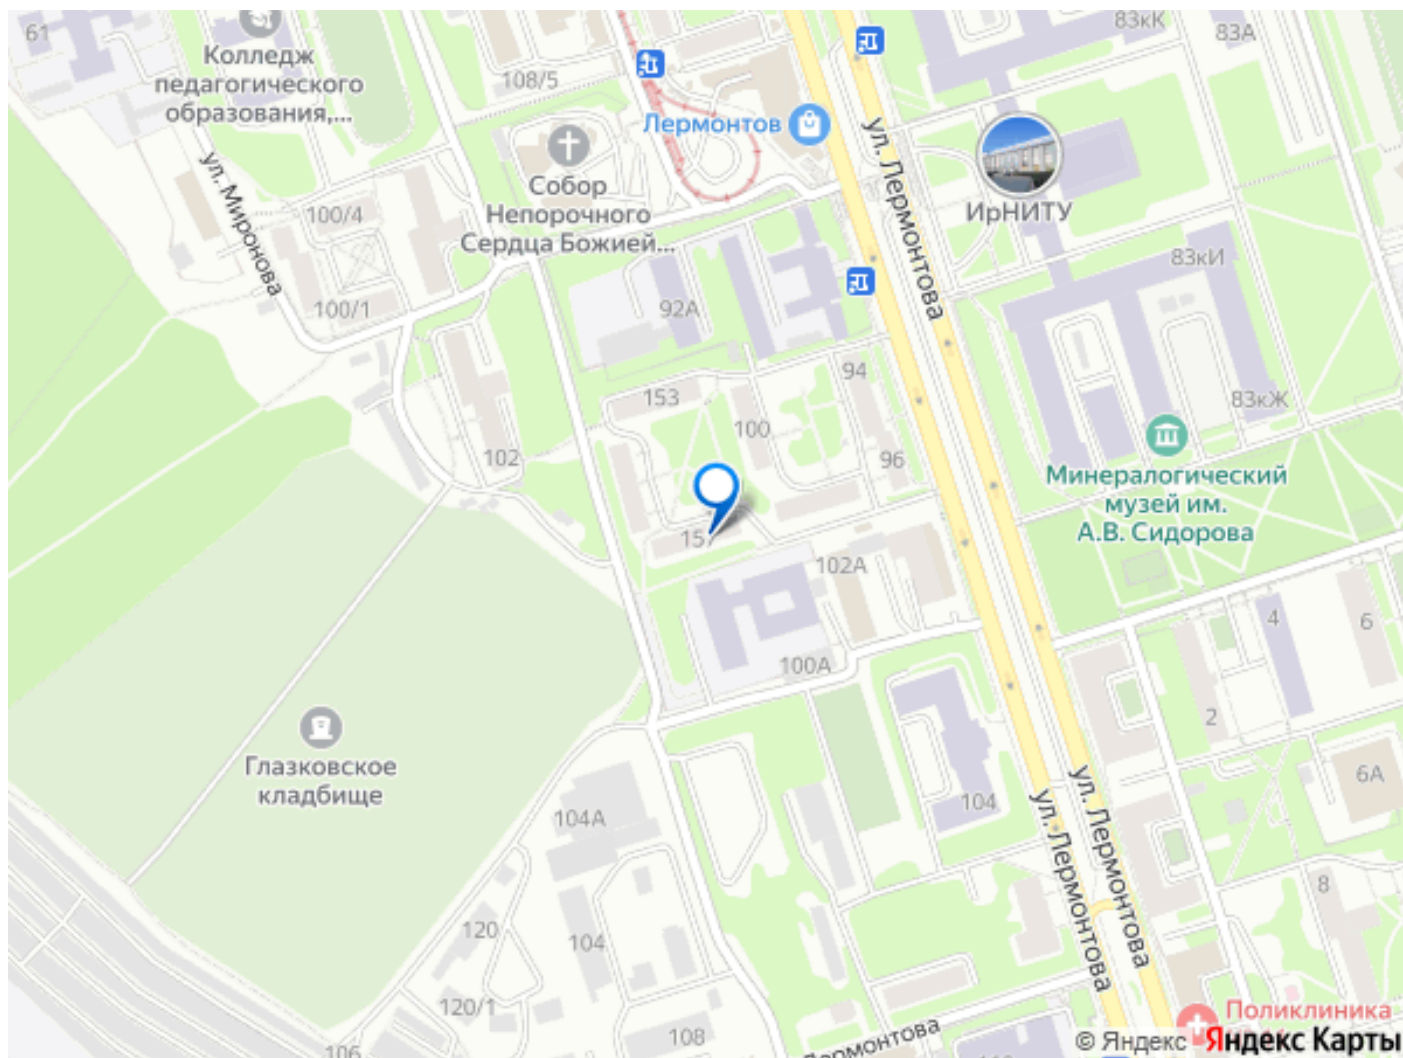 61
Колледж
педагогического
образования,...
108/5
83кК
83А
Лермонтов
ул. Лермонтова
ул. Миронова
Собор
Непорочного
Сердца Божией...
ИрНИТУ
100/4
100/1
92А
83кИ
94
153
100
83кЖ
102
96
Минералогический
музей им.
А.В. Сидорова
157
102А
4
6
100А
2
Глазковское
кладбище
6А
104
104А
ул. Лермонтова
ул. Лермонтова
8
120
104
120/1
106
108
Лермонтова
Поликлиника
© Яндекс
Яндекс Карты